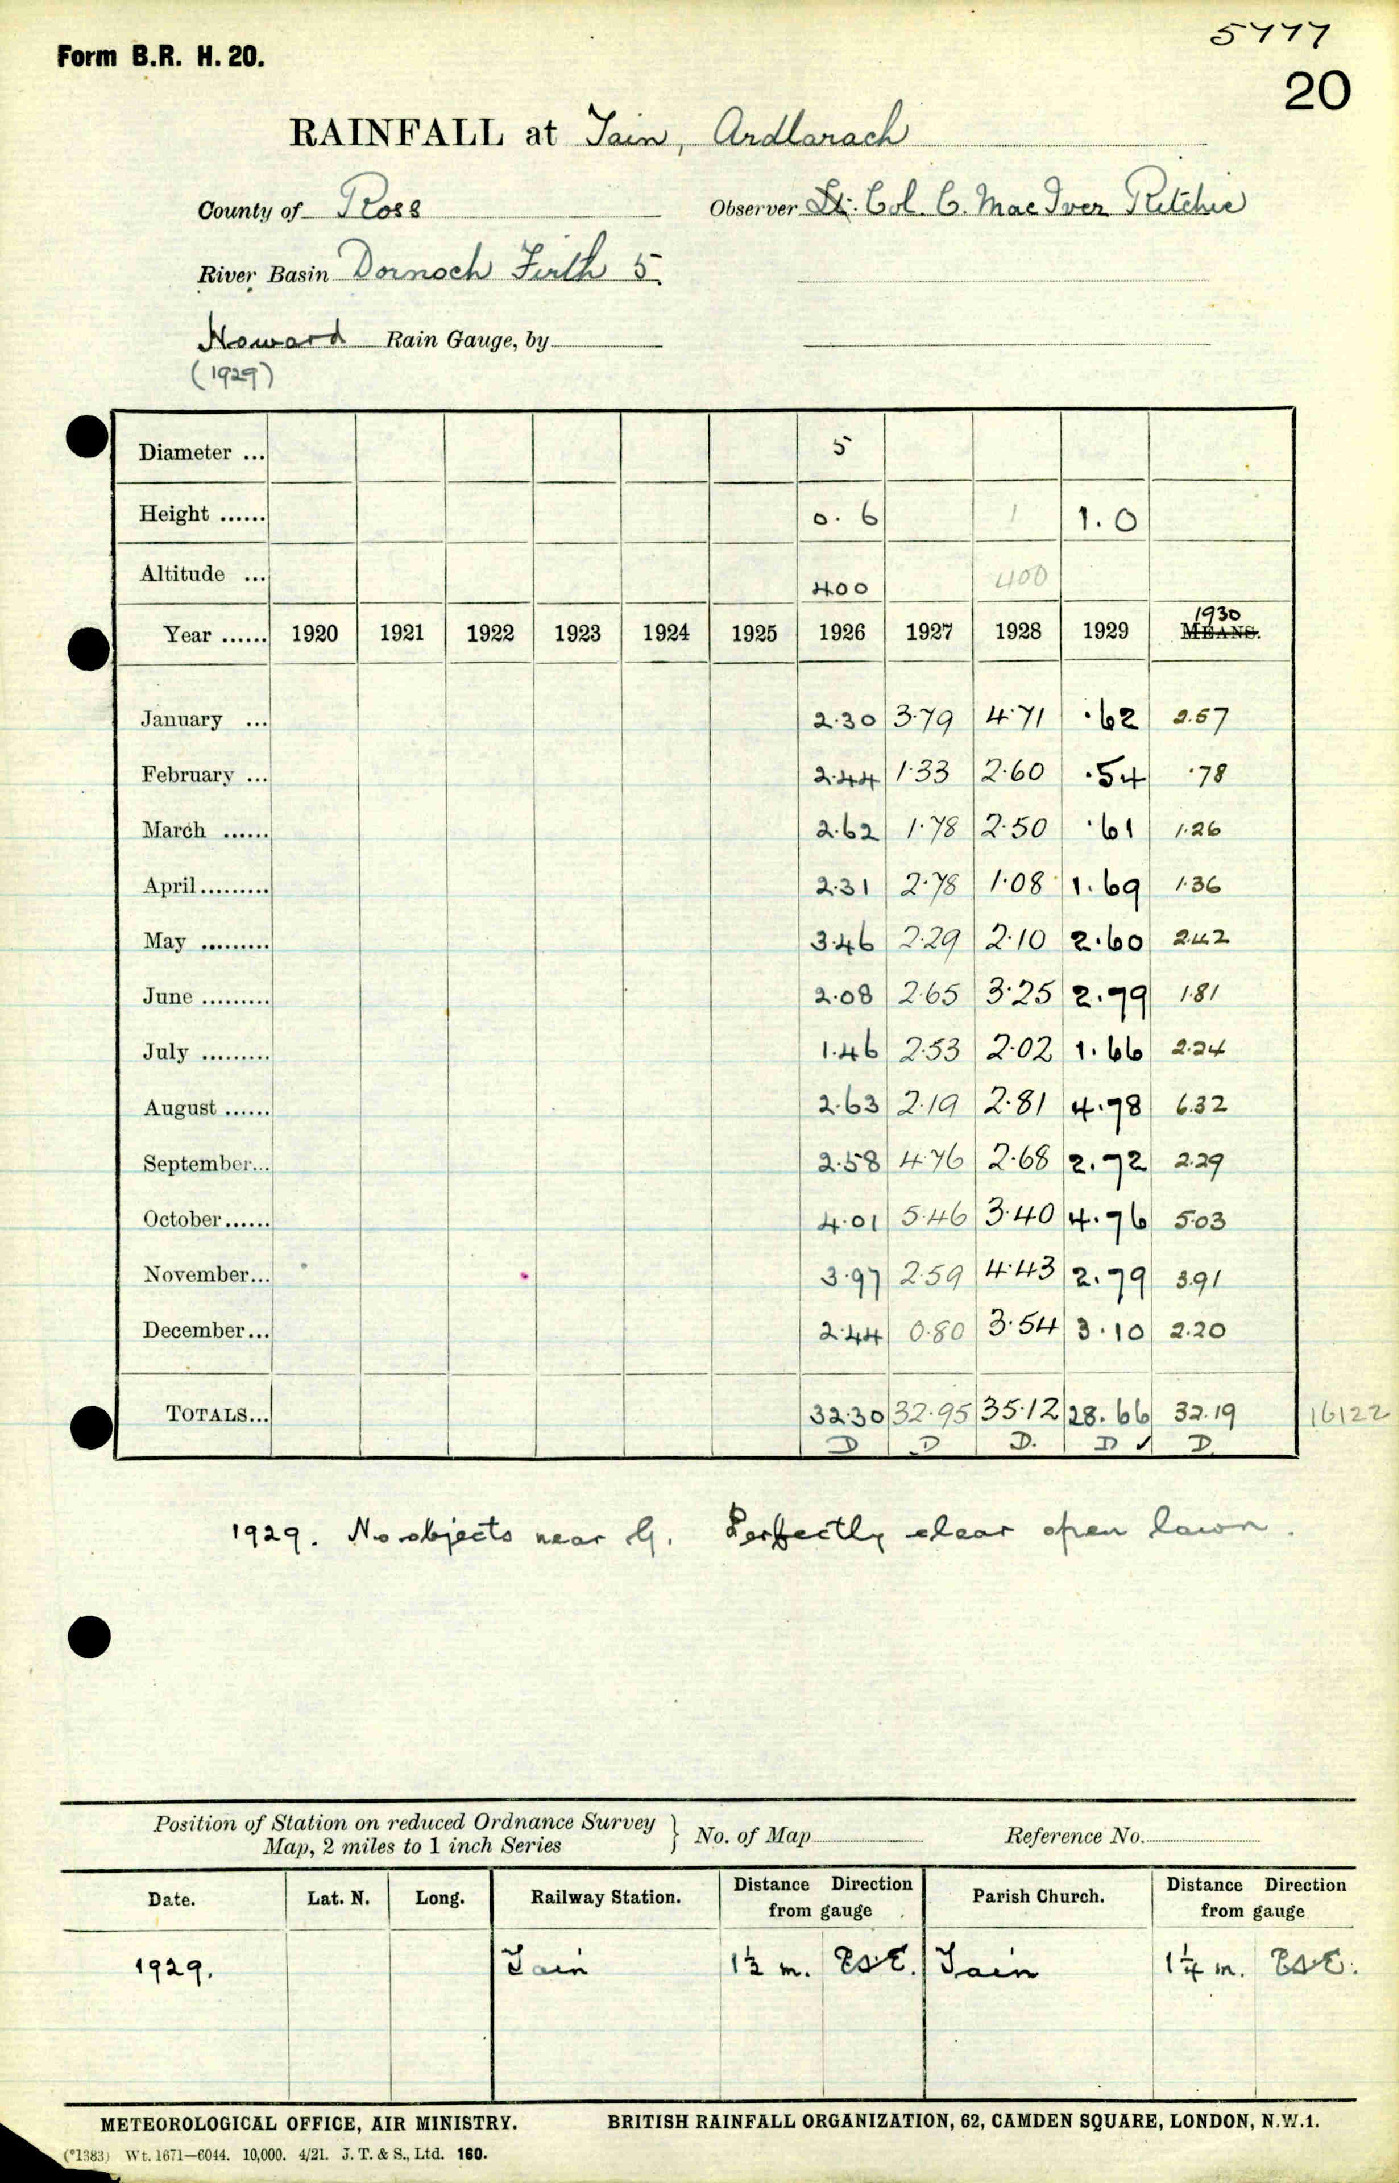 5777
Form B.R. H. 20.
20
RAINFALL at Tain, Ardlarach
County of Ross Observer Lt. Col. C. MacIver Ritchie
River Basin Dornoch Firth 5
Howard Rain Gauge, by
(1929)
Diameter ... 5
Height ...... 0.6 1 1.0
Altitude ... 400 400
1930
Year ...... 1920 1921 1922 1923 1924 1925 1926 1927 1928 1929 MEANS.
January ... 2.30 3.79 4.71 .62 2.57
February ... 2.44 1.33 2.60 .54 .78
March ...... 2.62 1.78 2.50 .61 1.26
April ......... 2.31 2.78 1.08 1.69 1.36
May ......... 3.46 2.29 2.10 2.60 2.42
June ......... 2.08 2.65 3.25 2.79 1.81
July ......... 1.46 2.53 2.02 1.66 2.24
August ...... 2.63 2.19 2.81 4.78 6.32
September... 2.58 4.76 2.68 2.72 2.29
October...... 4.01 5.46 3.40 4.76 5.03
November... 3.97 2.59 4.43 2.79 3.91
December... 2.44 0.80 3.54 3.10 2.20
TOTALS... 32.30 32.95 35.12 28.66 32.19 16122
D D D. D ✓ D
1929. No objects near G. Perfectly clear open lawn.
Position of Station on reduced Ordnance Survey
Map, 2 miles to 1 inch Series } No. of Map Reference No.
Date. Lat. N. Long. Railway Station. Distance Direction from gauge Parish Church. Distance Direction from gauge
1929. Tain 1½ m. ESE. Tain 1¼ m. ESE.
METEOROLOGICAL OFFICE, AIR MINISTRY. BRITISH RAINFALL ORGANIZATION, 62, CAMDEN SQUARE, LONDON, N.W.1.
(*1383) Wt. 1671—6044. 10,000. 4/21. J. T. & S., Ltd. 160.